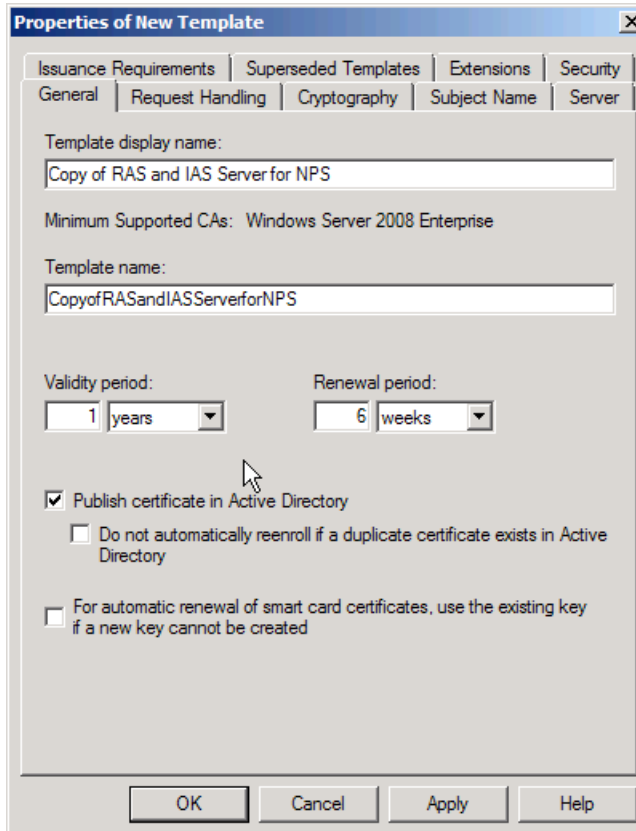 Properties of New Template
Issuance Requirements Superseded Templates Extensions Security
General Request Handling Cryptography Subject Name Server
Template display name:
Copy of RAS and IAS Server for NPS
Minimum Supported CAs: Windows Server 2008 Enterprise
Template name:
CopyofRASandIASServerforNPS
Validity period: Renewal period:
1 years 6 weeks
Publish certificate in Active Directory
Do not automatically reenroll if a duplicate certificate exists in Active
Directory
For automatic renewal of smart card certificates, use the existing key
if a new key cannot be created
OK Cancel Apply Help